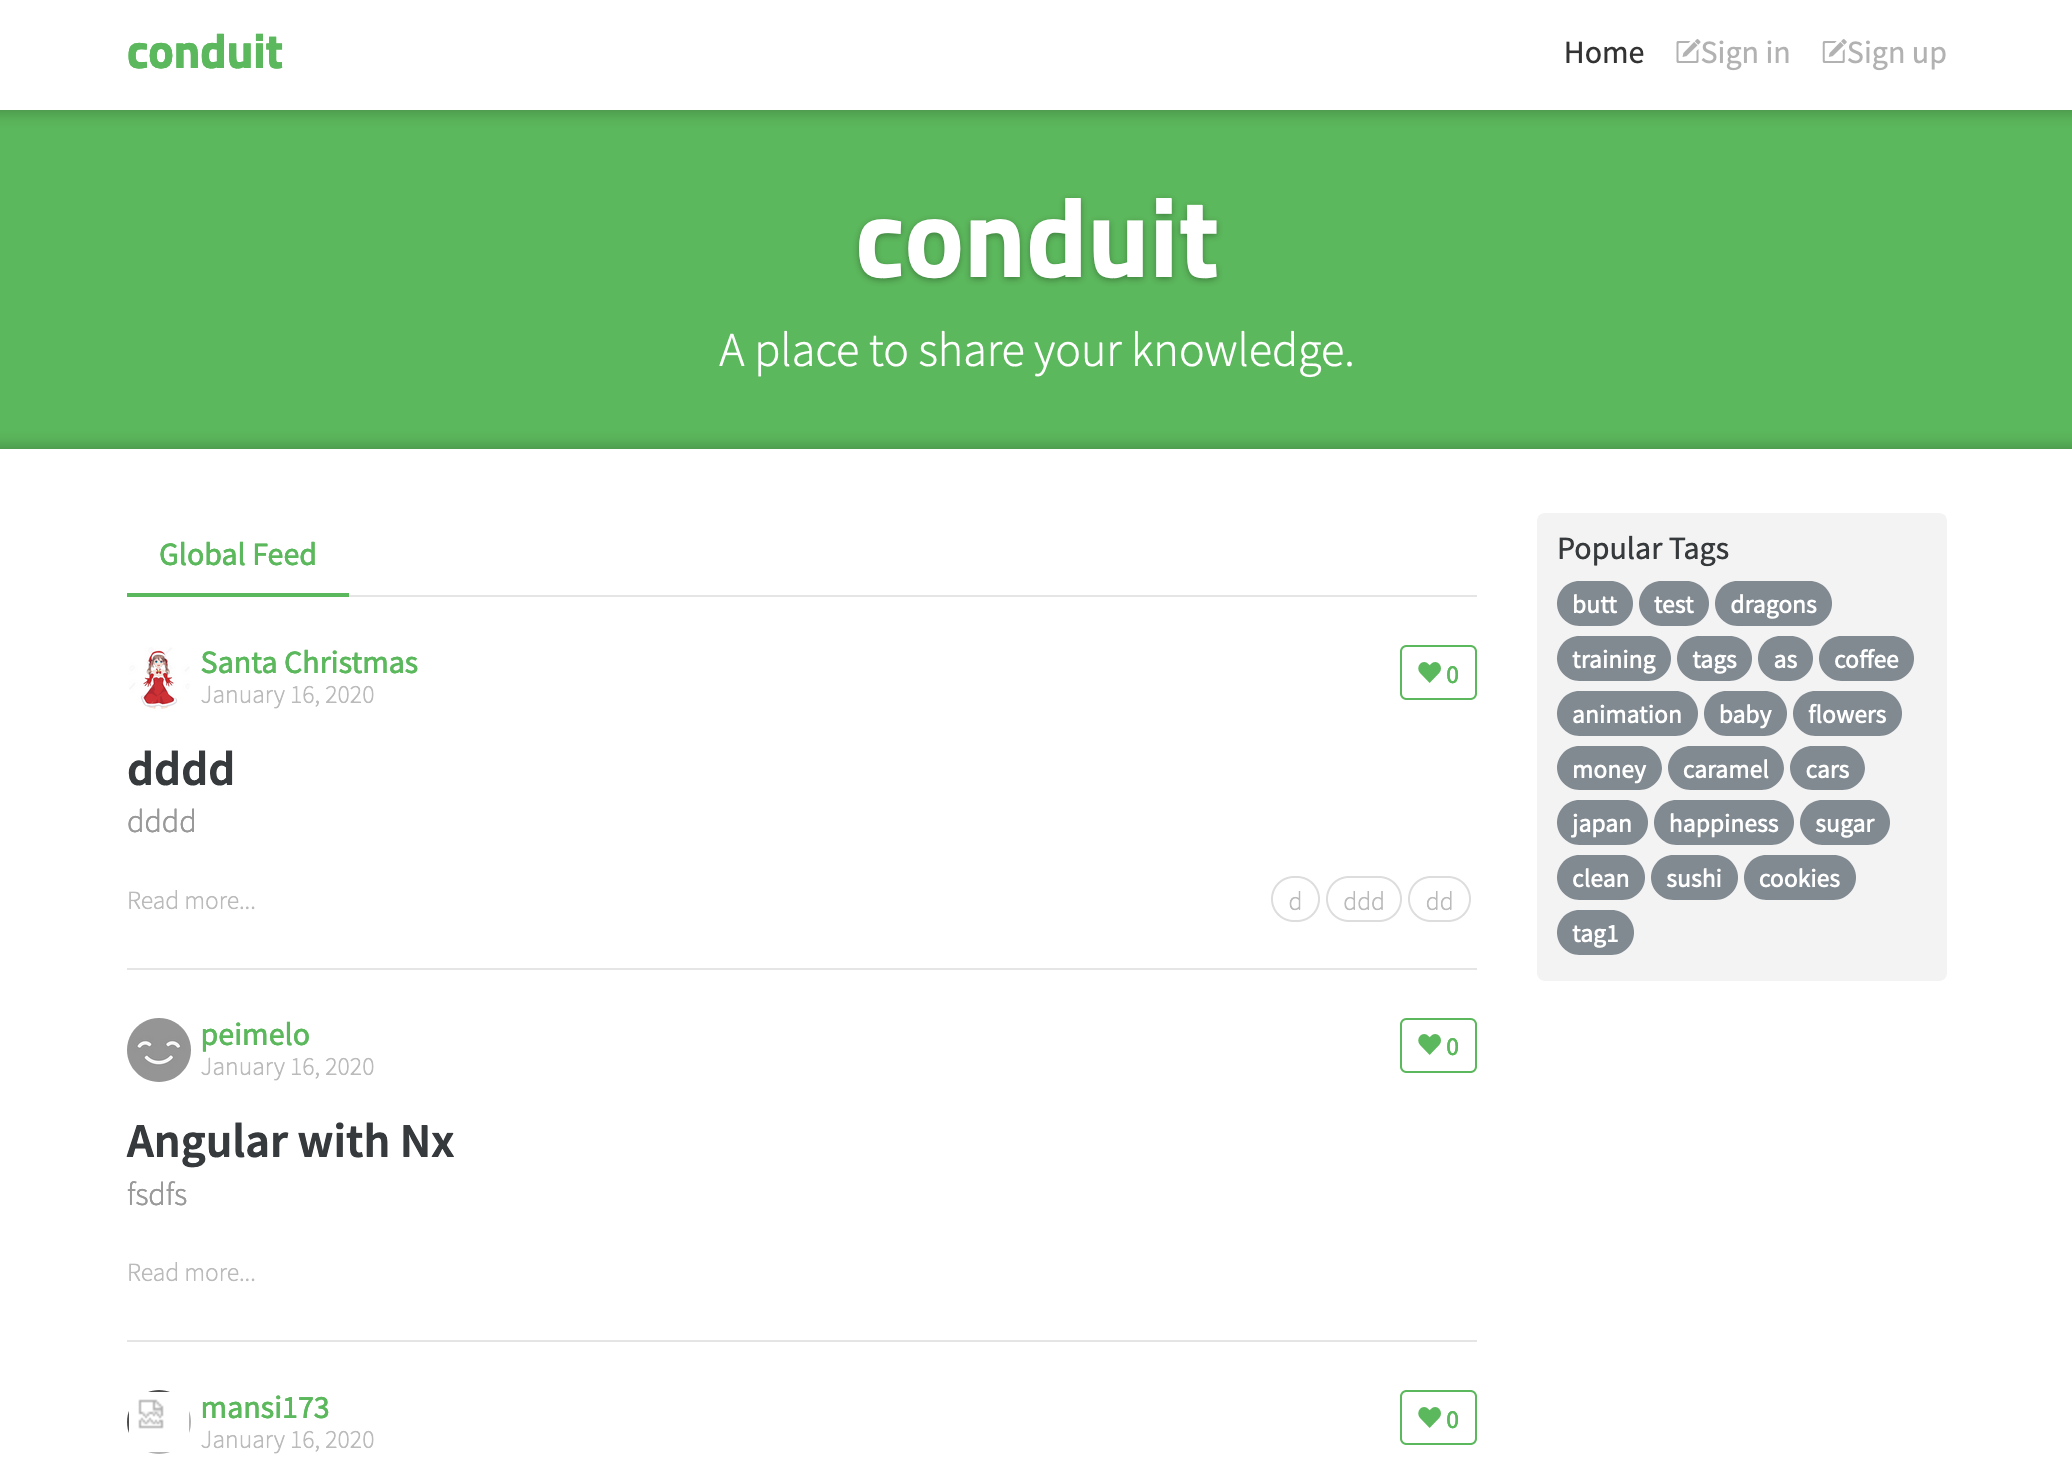 conduit
Home Sign in Sign up
conduit
A place to share your knowledge.
Global Feed
Santa Christmas
January 16, 2020
0
dddd
dddd
Read more...
d ddd dd
peimelo
January 16, 2020
0
Angular with Nx
fsdfs
Read more...
mansi173
January 16, 2020
0
Popular Tags
butt test dragons
training tags as coffee
animation baby flowers
money caramel cars
japan happiness sugar
clean sushi cookies
tag1